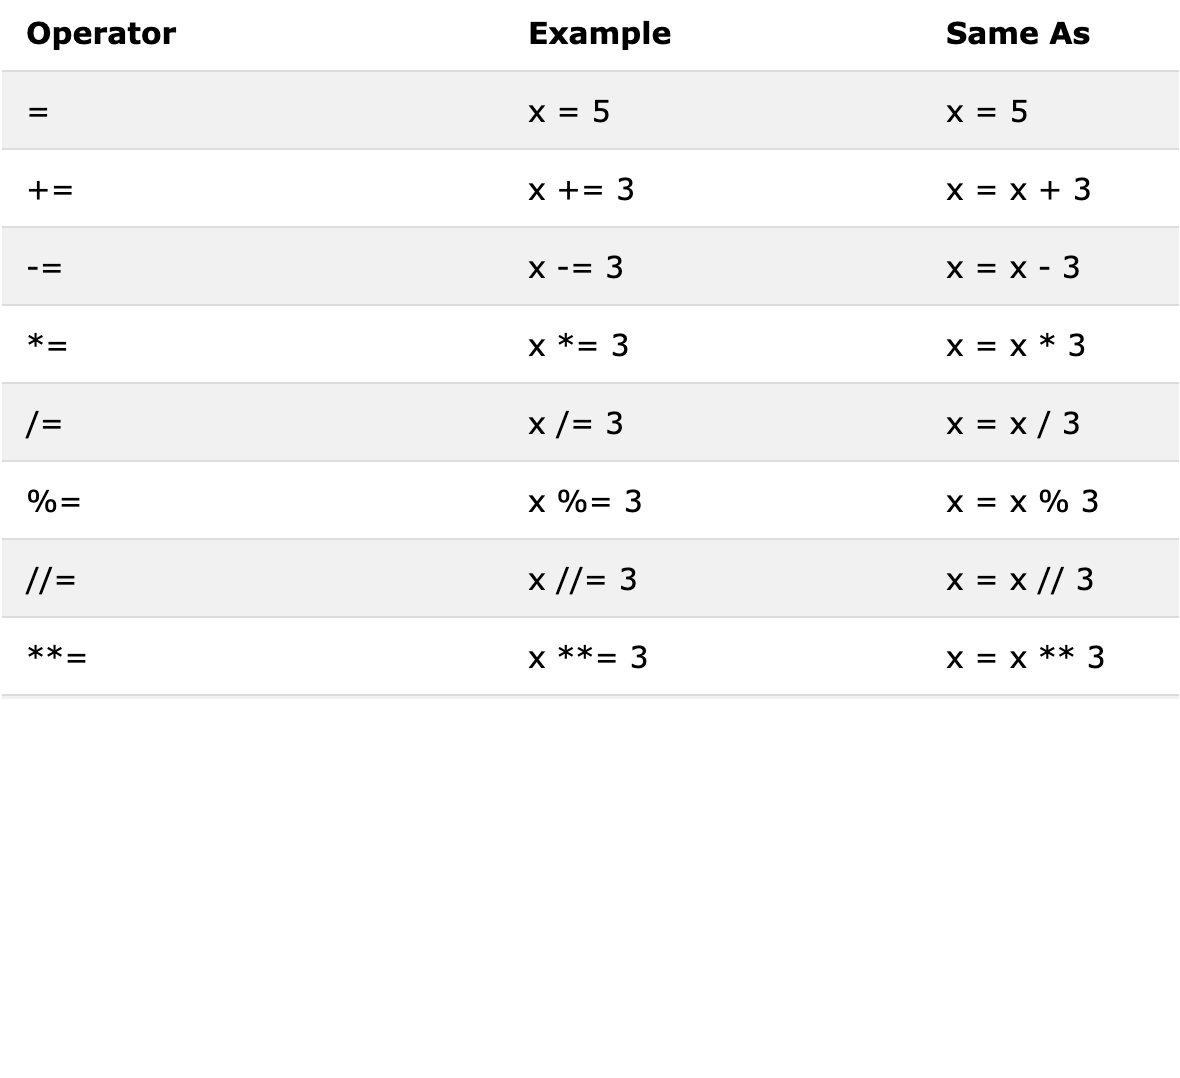 Operator Example Same As
= x = 5 x = 5
+= x += 3 x = x + 3
-= x -= 3 x = x - 3
*= x *= 3 x = x * 3
/= x /= 3 x = x / 3
%= x %= 3 x = x % 3
//= x //= 3 x = x // 3
**= x **= 3 x = x ** 3